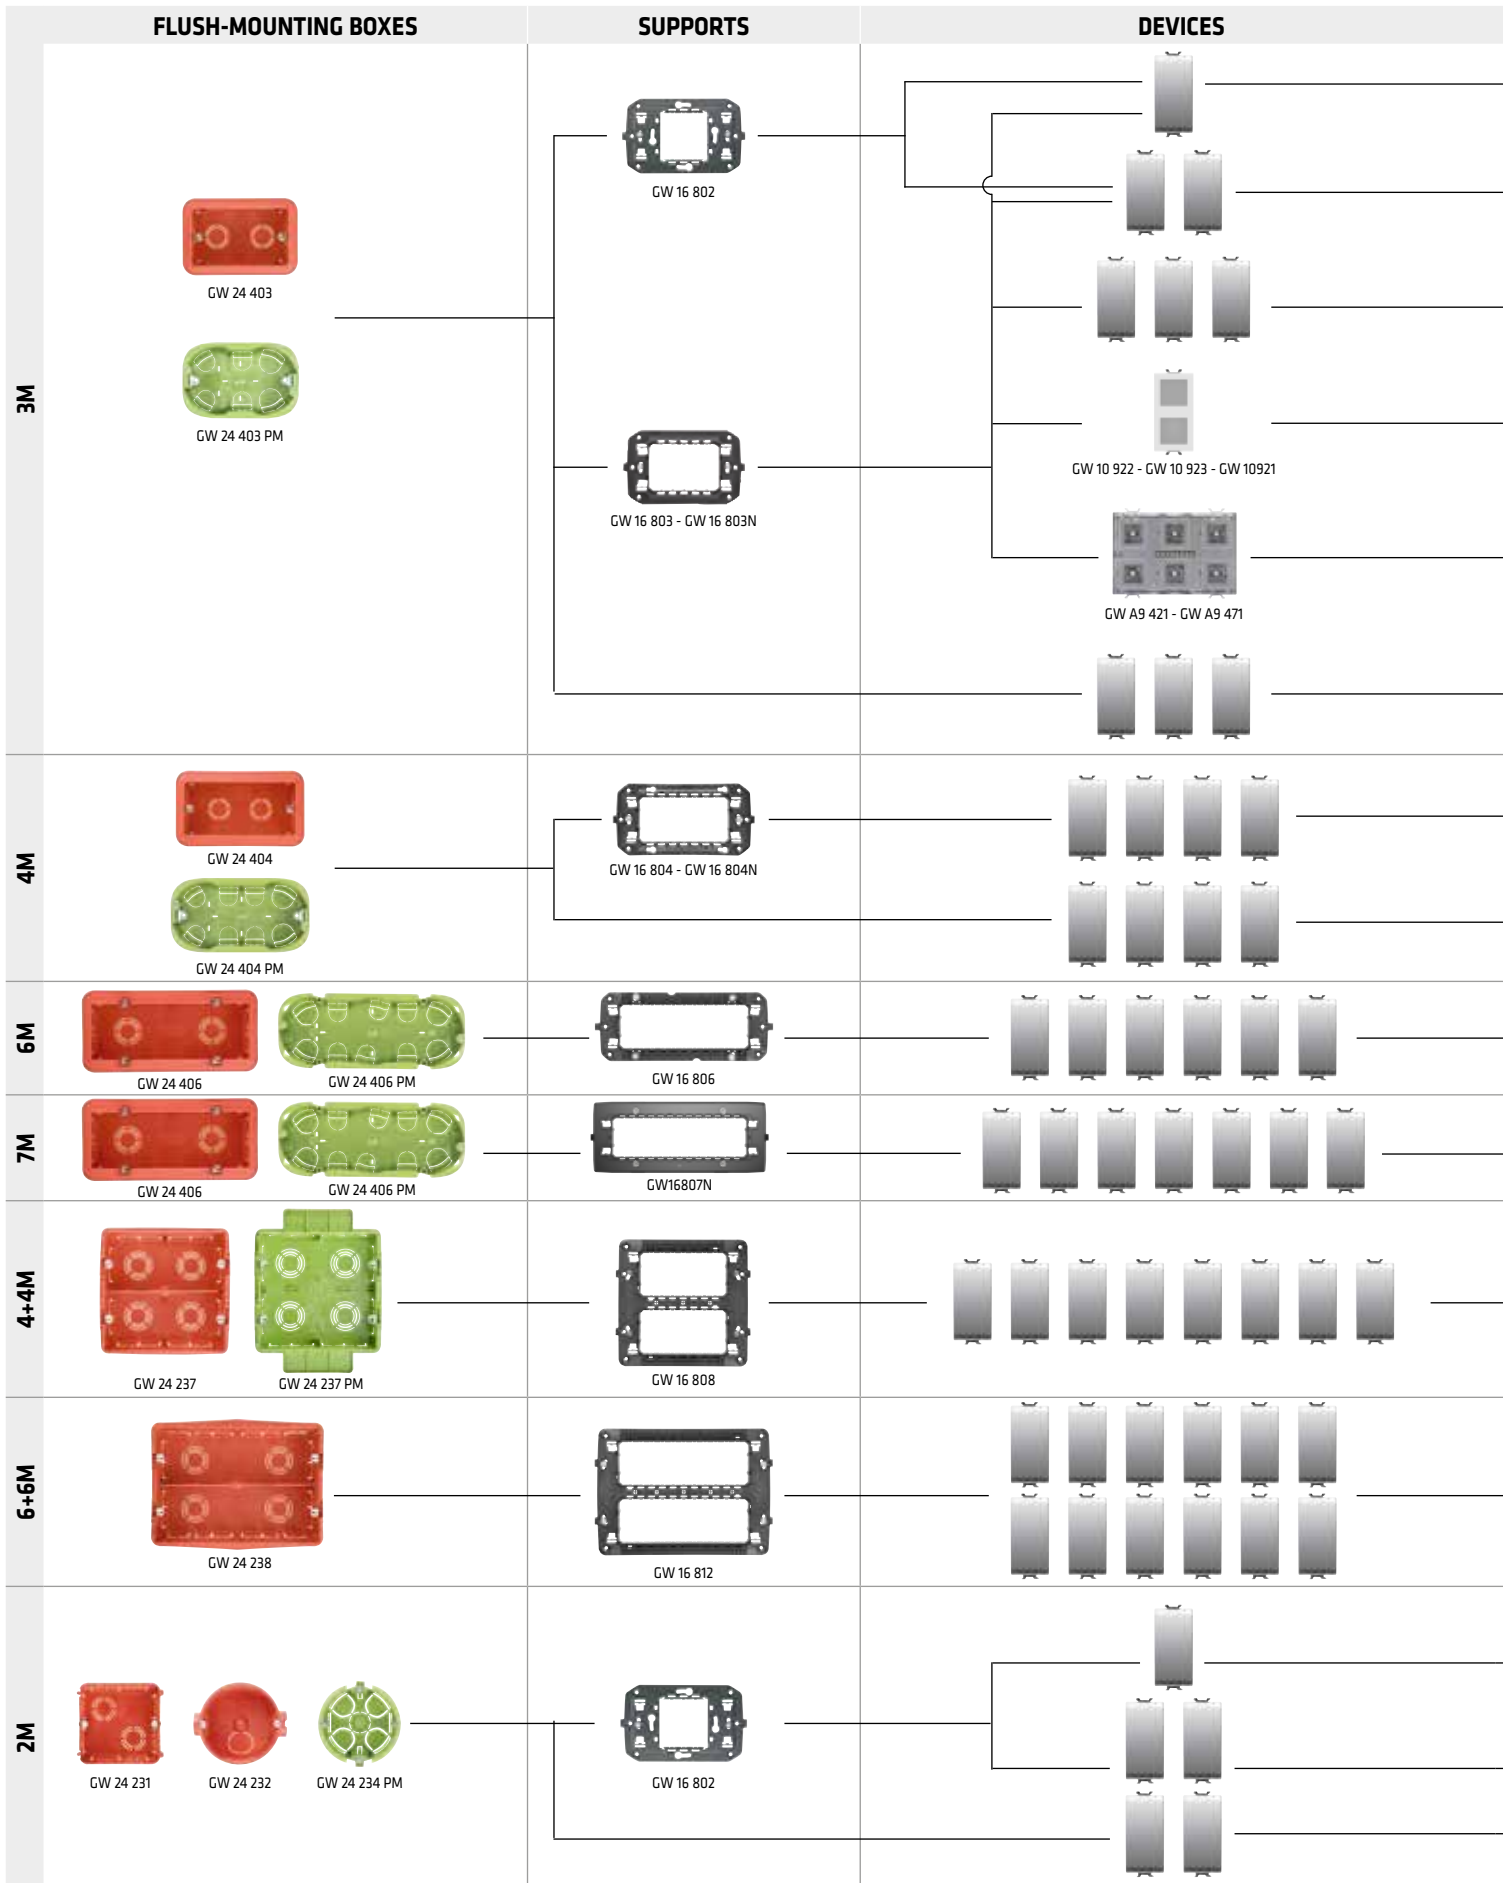 FLUSH-MOUNTING BOXES
SUPPORTS
DEVICES
3M
GW 24 403
GW 24 403 PM
GW 16 802
GW 16 803 - GW 16 803N
GW 10 922 - GW 10 923 - GW 10921
GW A9 421 - GW A9 471
4M
GW 24 404
GW 24 404 PM
GW 16 804 - GW 16 804N
6M
GW 24 406
GW 24 406 PM
GW 16 806
7M
GW 24 406
GW 24 406 PM
GW16807N
4+4M
GW 24 237
GW 24 237 PM
GW 16 808
6+6M
GW 24 238
GW 16 812
2M
GW 24 231
GW 24 232
GW 24 234 PM
GW 16 802